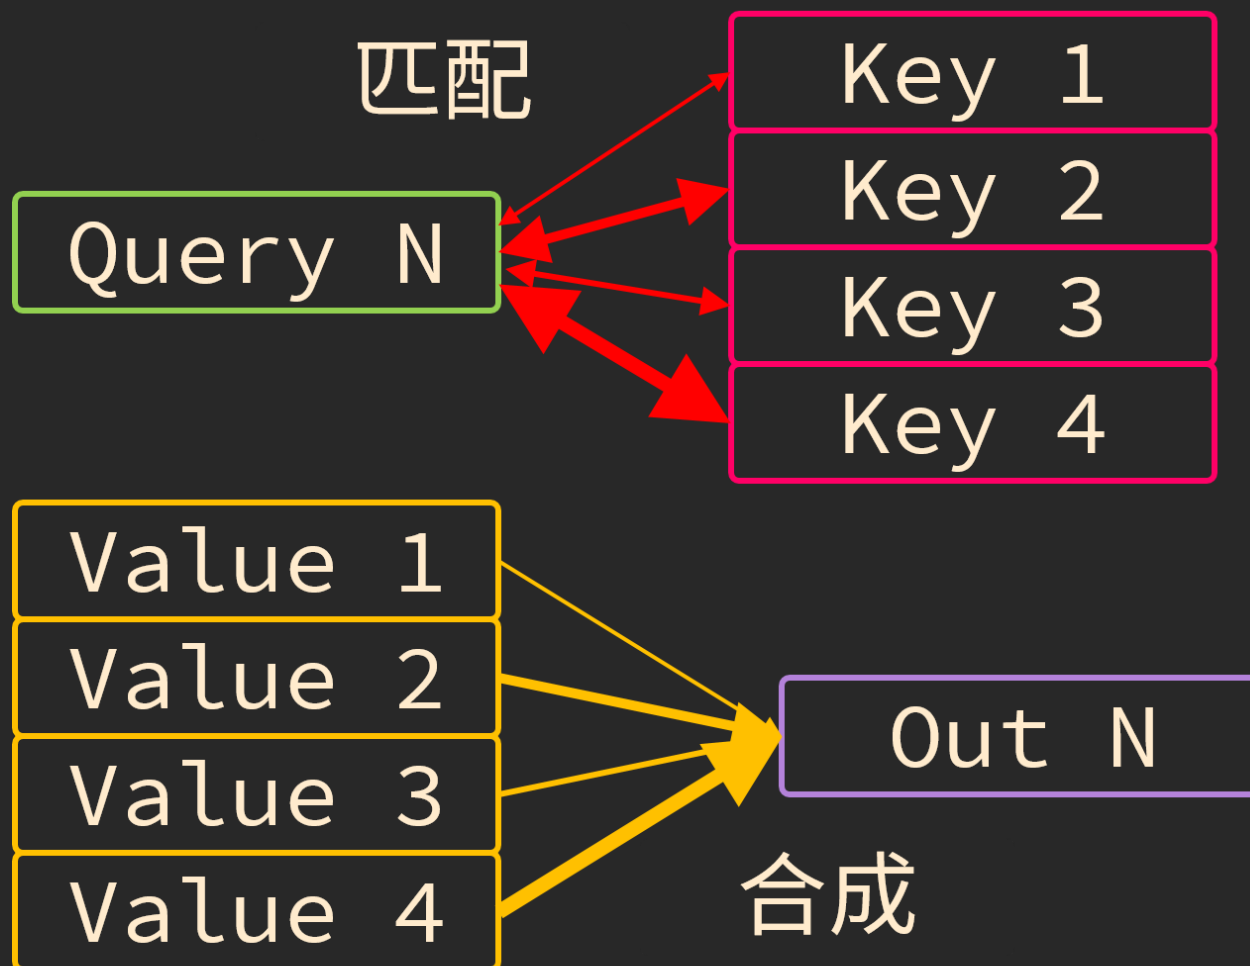 匹配
Key 1
Key 2
Query N
Key 3
Key 4
Value 1
Value 2
Out N
Value 3
合成
Value 4